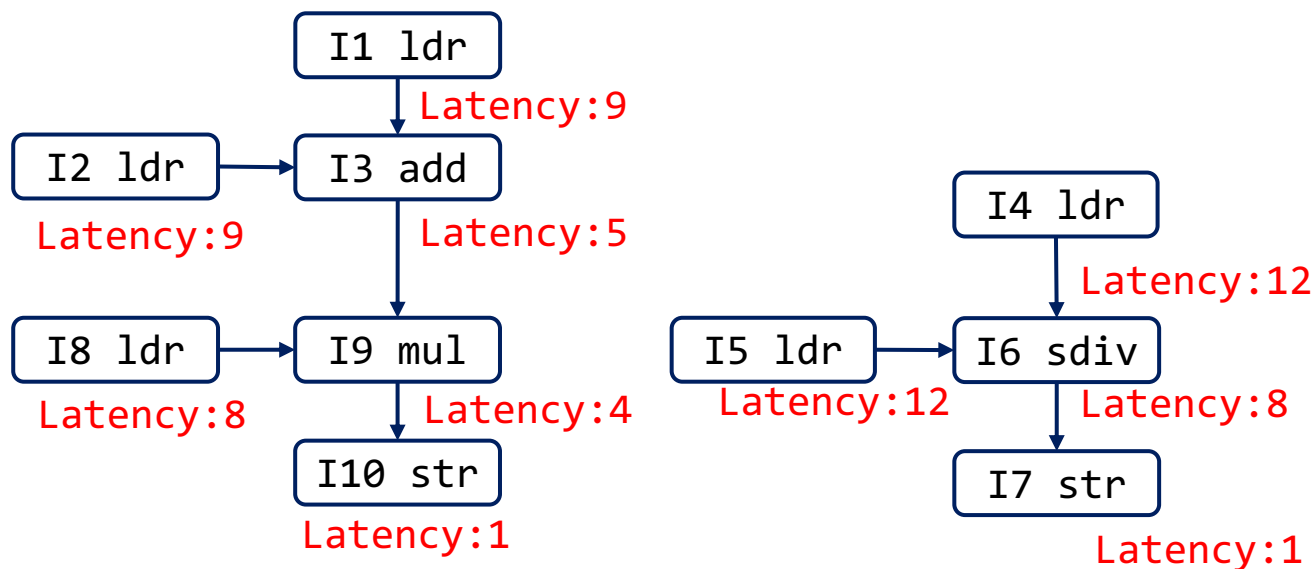 I1 ldr
Latency:9
I2 ldr
I3 add
Latency:9
Latency:5
I8 ldr
I9 mul
Latency:8
Latency:4
I10 str
Latency:1
I4 ldr
Latency:12
I5 ldr
I6 sdiv
Latency:12
Latency:8
I7 str
Latency:1